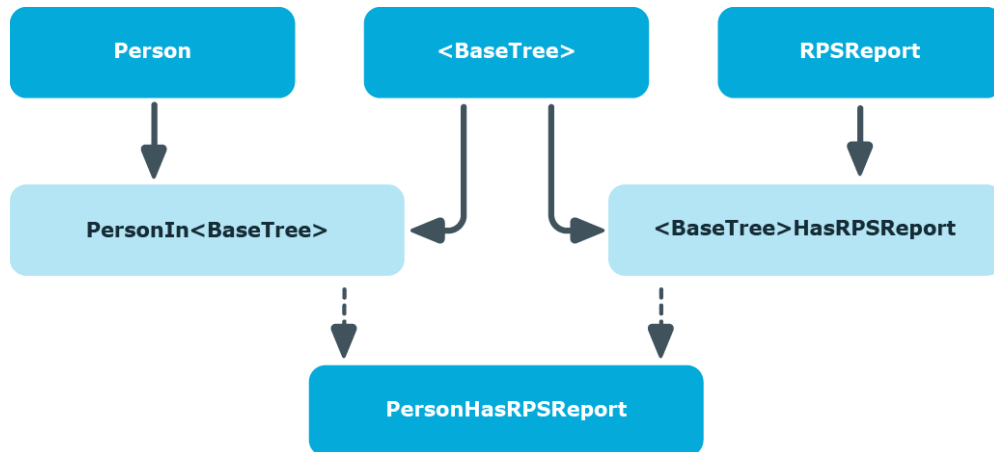 Person
<BaseTree>
RPSReport
PersonIn<BaseTree>
<BaseTree>HasRPSReport
PersonHasRPSReport